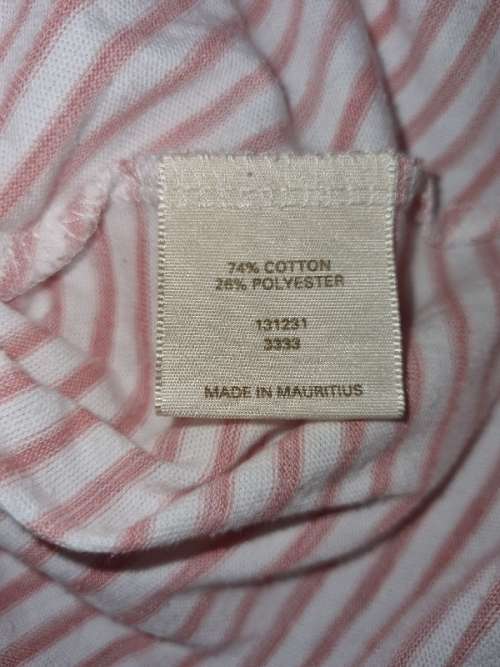 74% COTTON
26% POLYESTER
131231
3333
MADE IN MAURITIUS